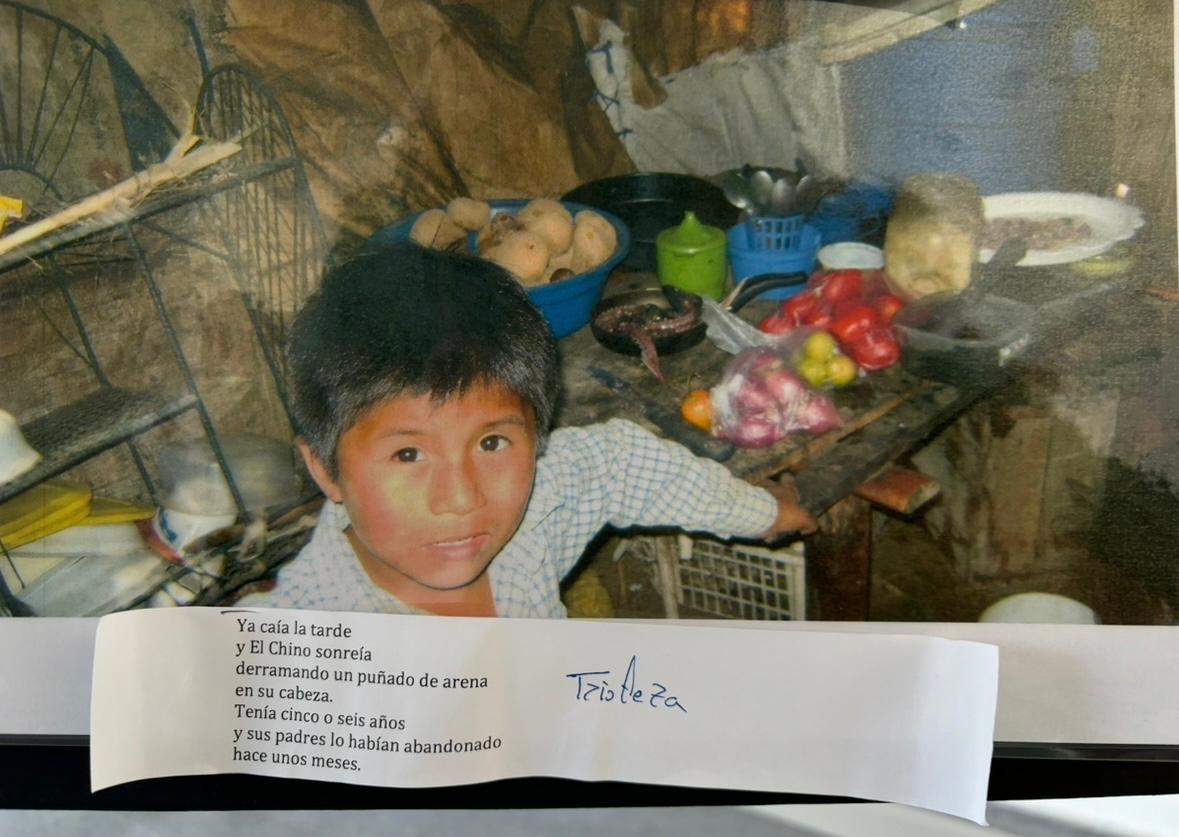 Ya caía la tarde
y El Chino sonreía
derramando un puñado de arena
en su cabeza.
Tenía cinco o seis años
y sus padres lo habían abandonado
hace unos meses.
Tristeza